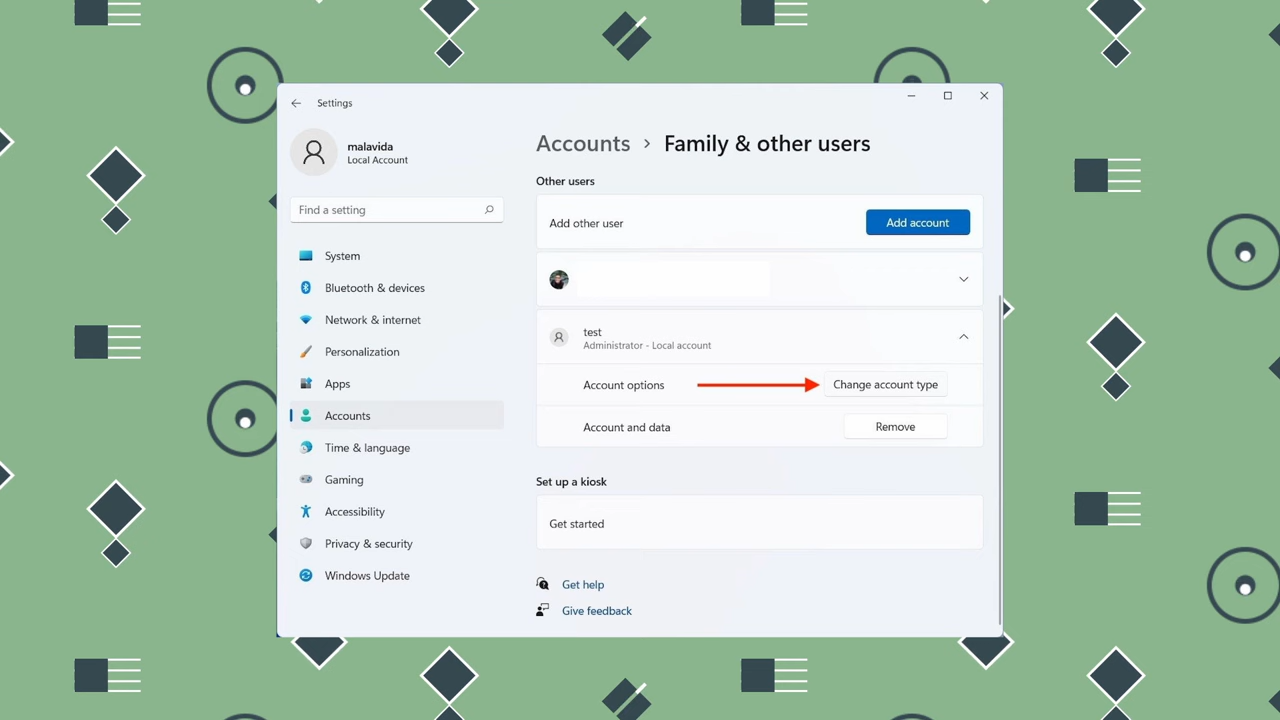 Settings
malavida
Local Account
Find a setting
System
Bluetooth & devices
Network & internet
Personalization
Apps
Accounts
Time & language
Gaming
Accessibility
Privacy & security
Windows Update
Accounts > Family & other users
Other users
Add other user
Add account
test
Administrator - Local account
Account options
Change account type
Account and data
Remove
Set up a kiosk
Get started
Get help
Give feedback